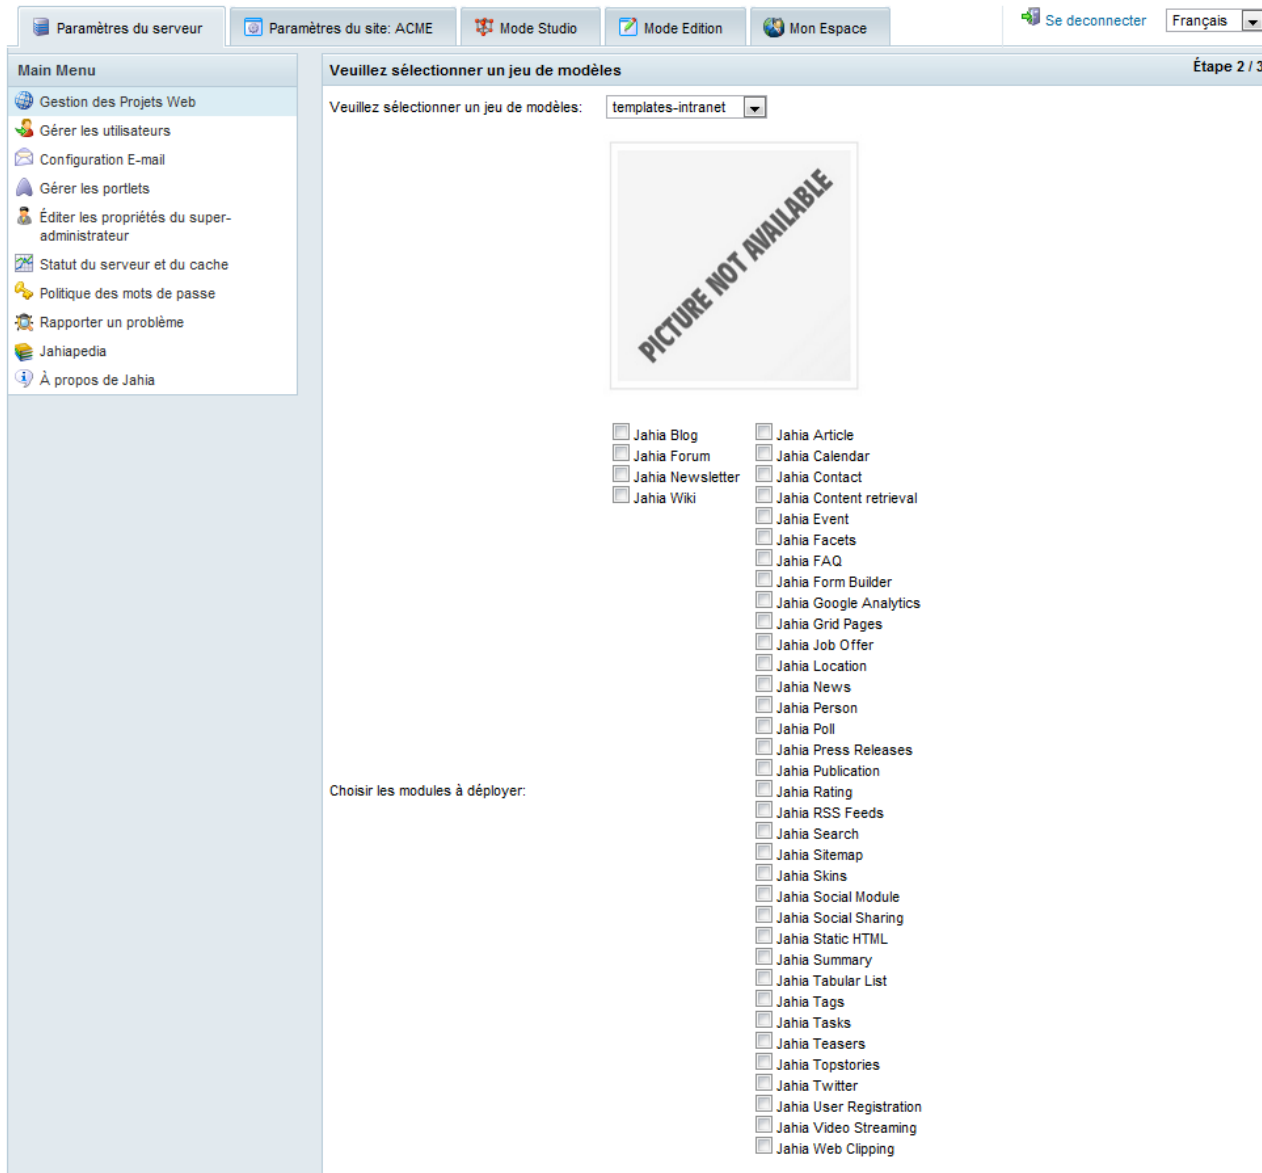 Paramètres du serveur
Paramètres du site: ACME
Mode Studio
Mode Edition
Mon Espace
Se deconnecter
Français
Main Menu
Gestion des Projets Web
Gérer les utilisateurs
Configuration E-mail
Gérer les portlets
Éditer les propriétés du super-
administrateur
Statut du serveur et du cache
Politique des mots de passe
Rapporter un problème
Jahiapedia
À propos de Jahia
Veuillez sélectionner un jeu de modèles
Étape 2 / 3
Veuillez sélectionner un jeu de modèles:
templates-intranet
PICTURE NOT AVAILABLE
Choisir les modules à déployer:
Jahia Blog
Jahia Forum
Jahia Newsletter
Jahia Wiki
Jahia Article
Jahia Calendar
Jahia Contact
Jahia Content retrieval
Jahia Event
Jahia Facets
Jahia FAQ
Jahia Form Builder
Jahia Google Analytics
Jahia Grid Pages
Jahia Job Offer
Jahia Location
Jahia News
Jahia Person
Jahia Poll
Jahia Press Releases
Jahia Publication
Jahia Rating
Jahia RSS Feeds
Jahia Search
Jahia Sitemap
Jahia Skins
Jahia Social Module
Jahia Social Sharing
Jahia Static HTML
Jahia Summary
Jahia Tabular List
Jahia Tags
Jahia Tasks
Jahia Teasers
Jahia Topstories
Jahia Twitter
Jahia User Registration
Jahia Video Streaming
Jahia Web Clipping